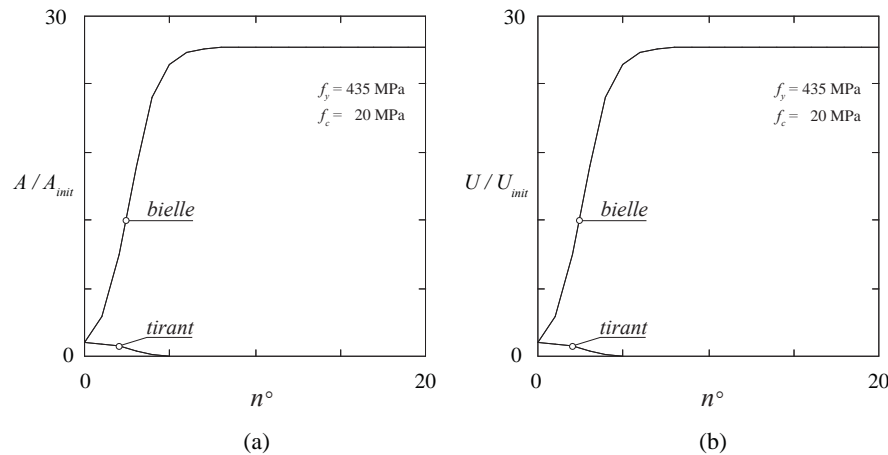 30
A / A_init
f_y = 435 MPa
f_c = 20 MPa
bielle
tirant
0
0
20
n°
(a)
30
U / U_init
f_y = 435 MPa
f_c = 20 MPa
bielle
tirant
0
0
20
n°
(b)